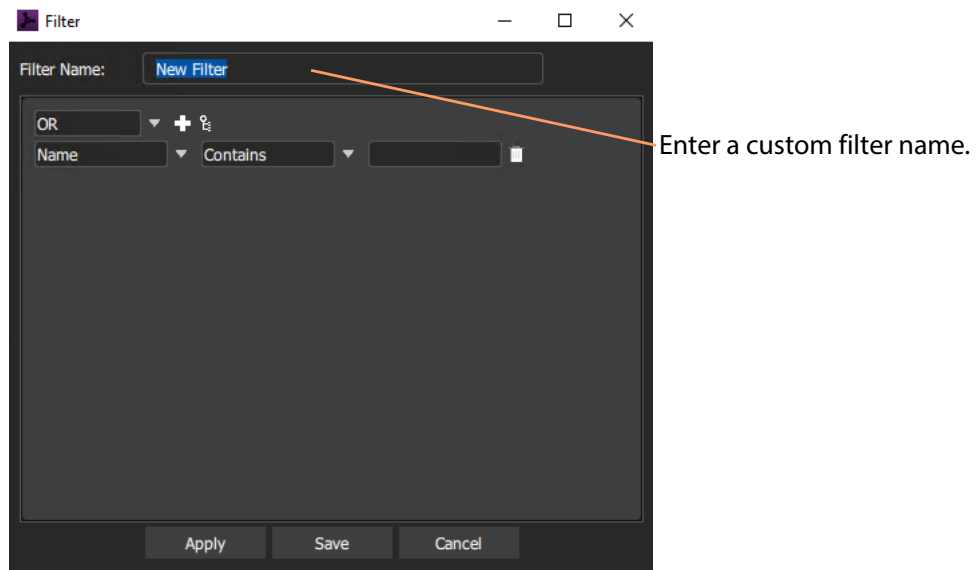 Filter
Filter Name: New Filter
OR
Enter a custom filter name.
Name Contains
Apply Save Cancel